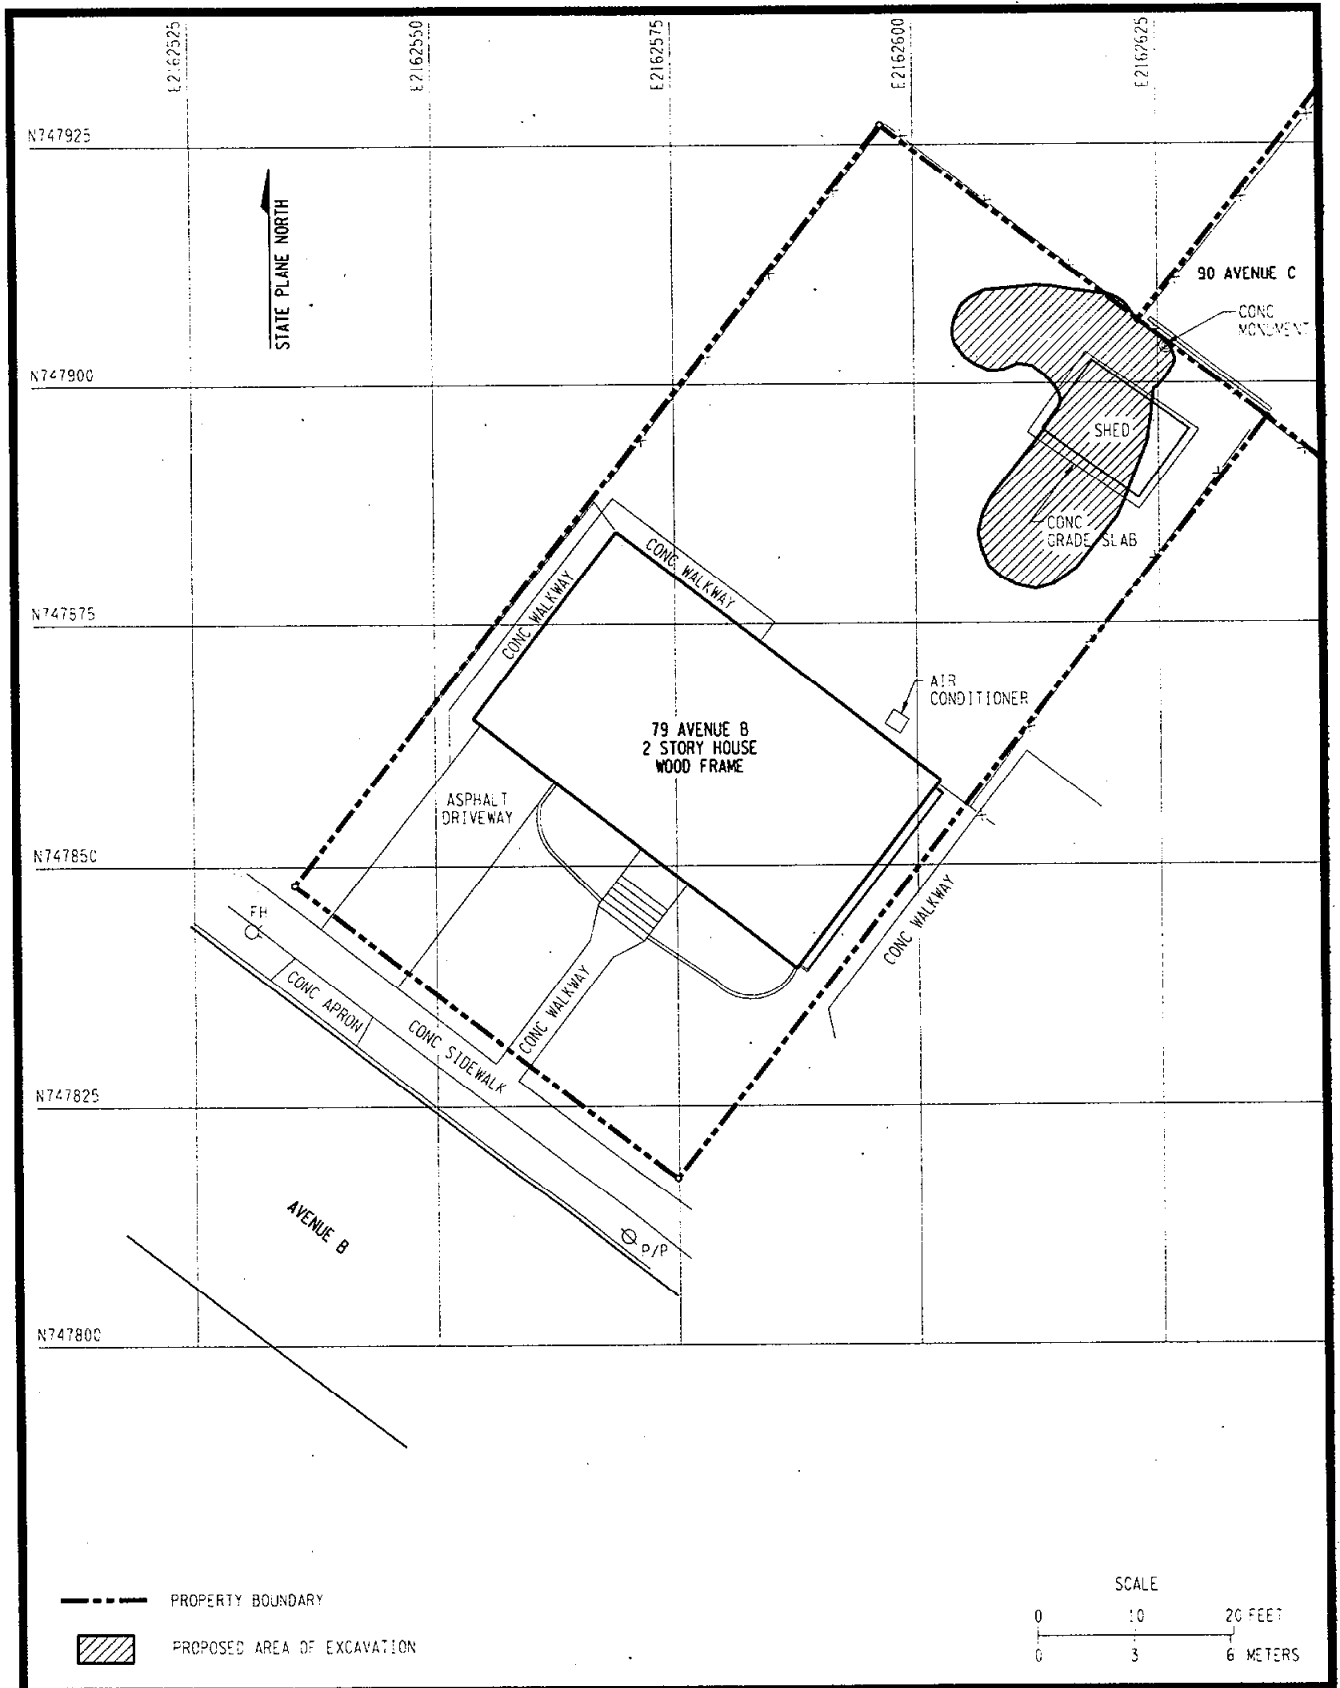 E2162525
E2162550
E2162575
E2162600
E2162625
N747925
STATE PLANE NORTH
90 AVENUE C
CONC
MONUMENT
N747900
SHED
CONC
GRADE SLAB
CONC WALKWAY
CONC WALKWAY
N747875
AIR
CONDITIONER
79 AVENUE B
2 STORY HOUSE
WOOD FRAME
ASPHALT
DRIVEWAY
N747850
FH
CONC WALKWAY
CONC APRON
CONC SIDEWALK
CONC WALKWAY
N747825
AVENUE B
P/P
N747800
PROPERTY BOUNDARY
PROPOSED AREA OF EXCAVATION
SCALE
0 10 20 FEET
0 3 6 METERS